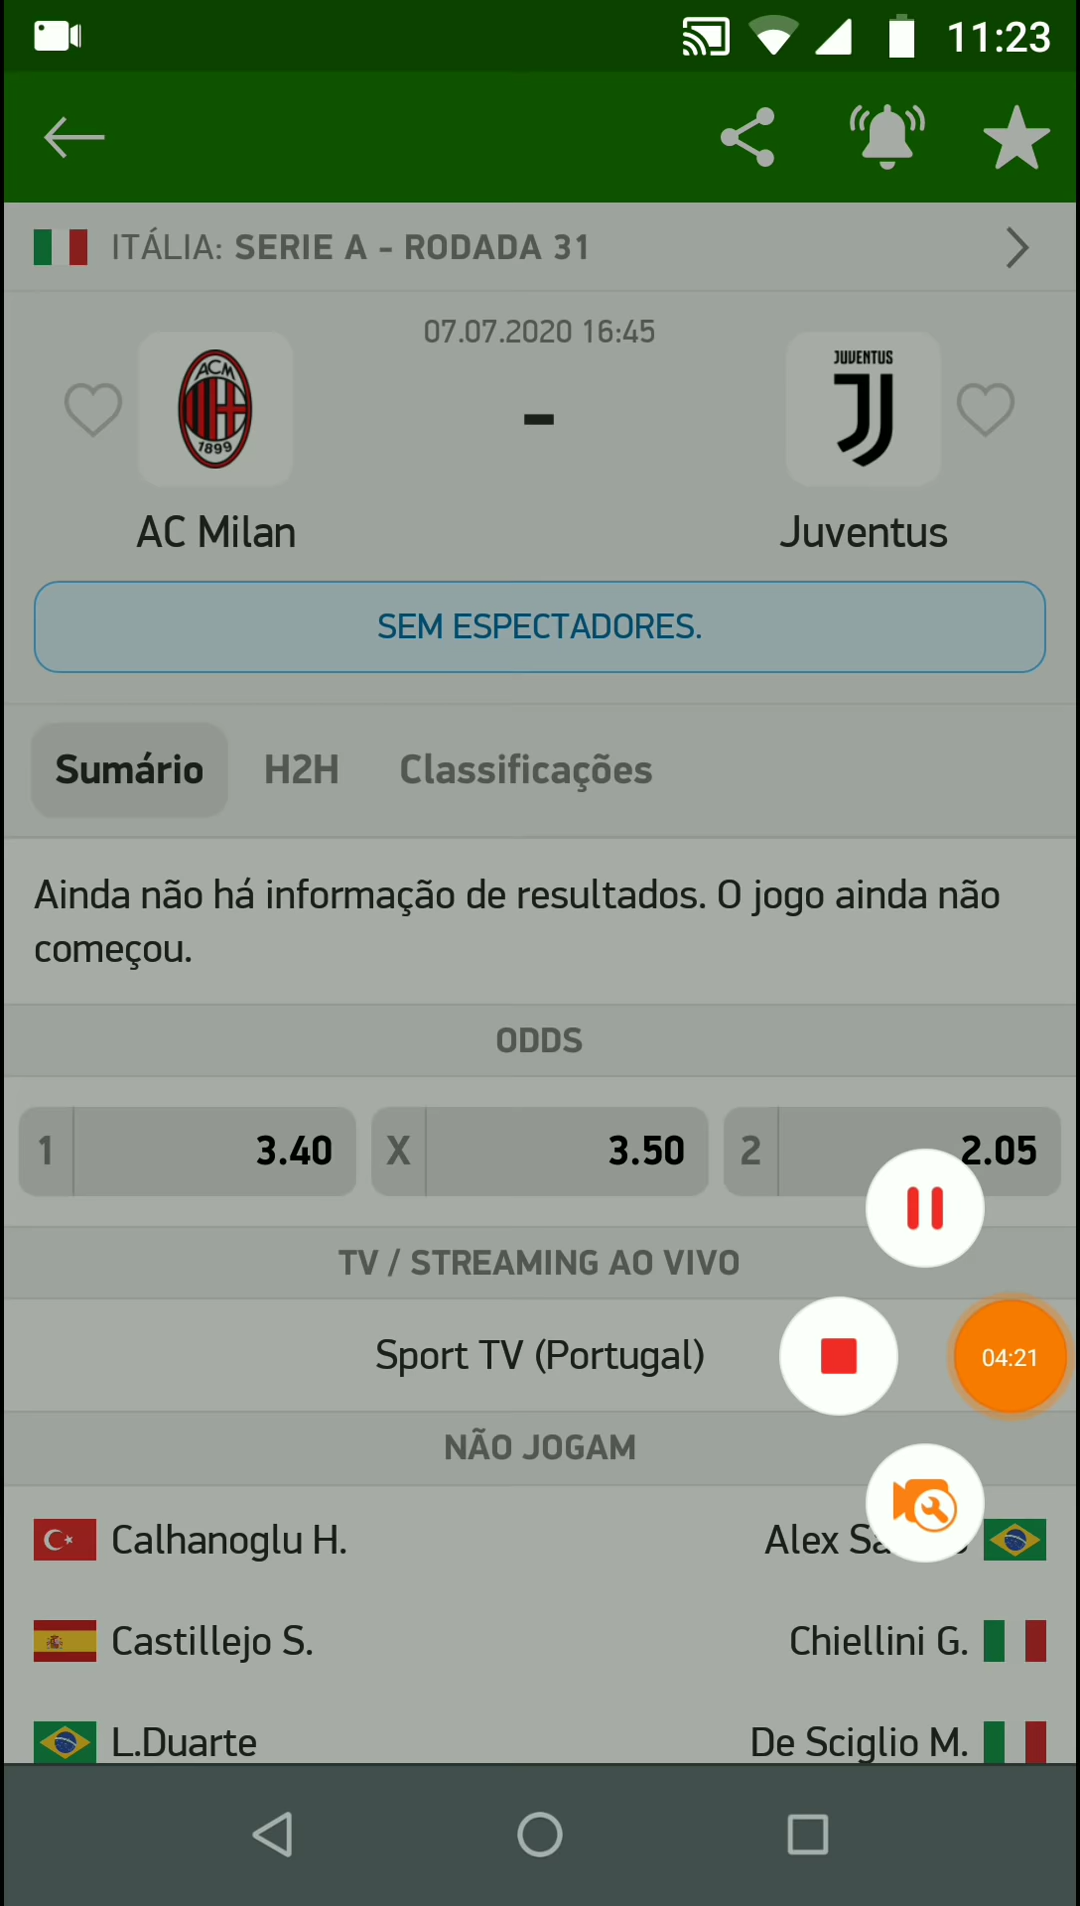 11:23
ITÁLIA: SERIE A - RODADA 31
07.07.2020 16:45
ACM
1899
-
JUVENTUS
AC Milan
Juventus
SEM ESPECTADORES.
Sumário H2H Classificações
Ainda não há informação de resultados. O jogo ainda não
começou.
ODDS
1 3.40 X 3.50 2 2.05
TV / STREAMING AO VIVO
Sport TV (Portugal)
04:21
NÃO JOGAM
Calhanoglu H. Alex
Castillejo S. Chiellini G.
L.Duarte De Sciglio M.